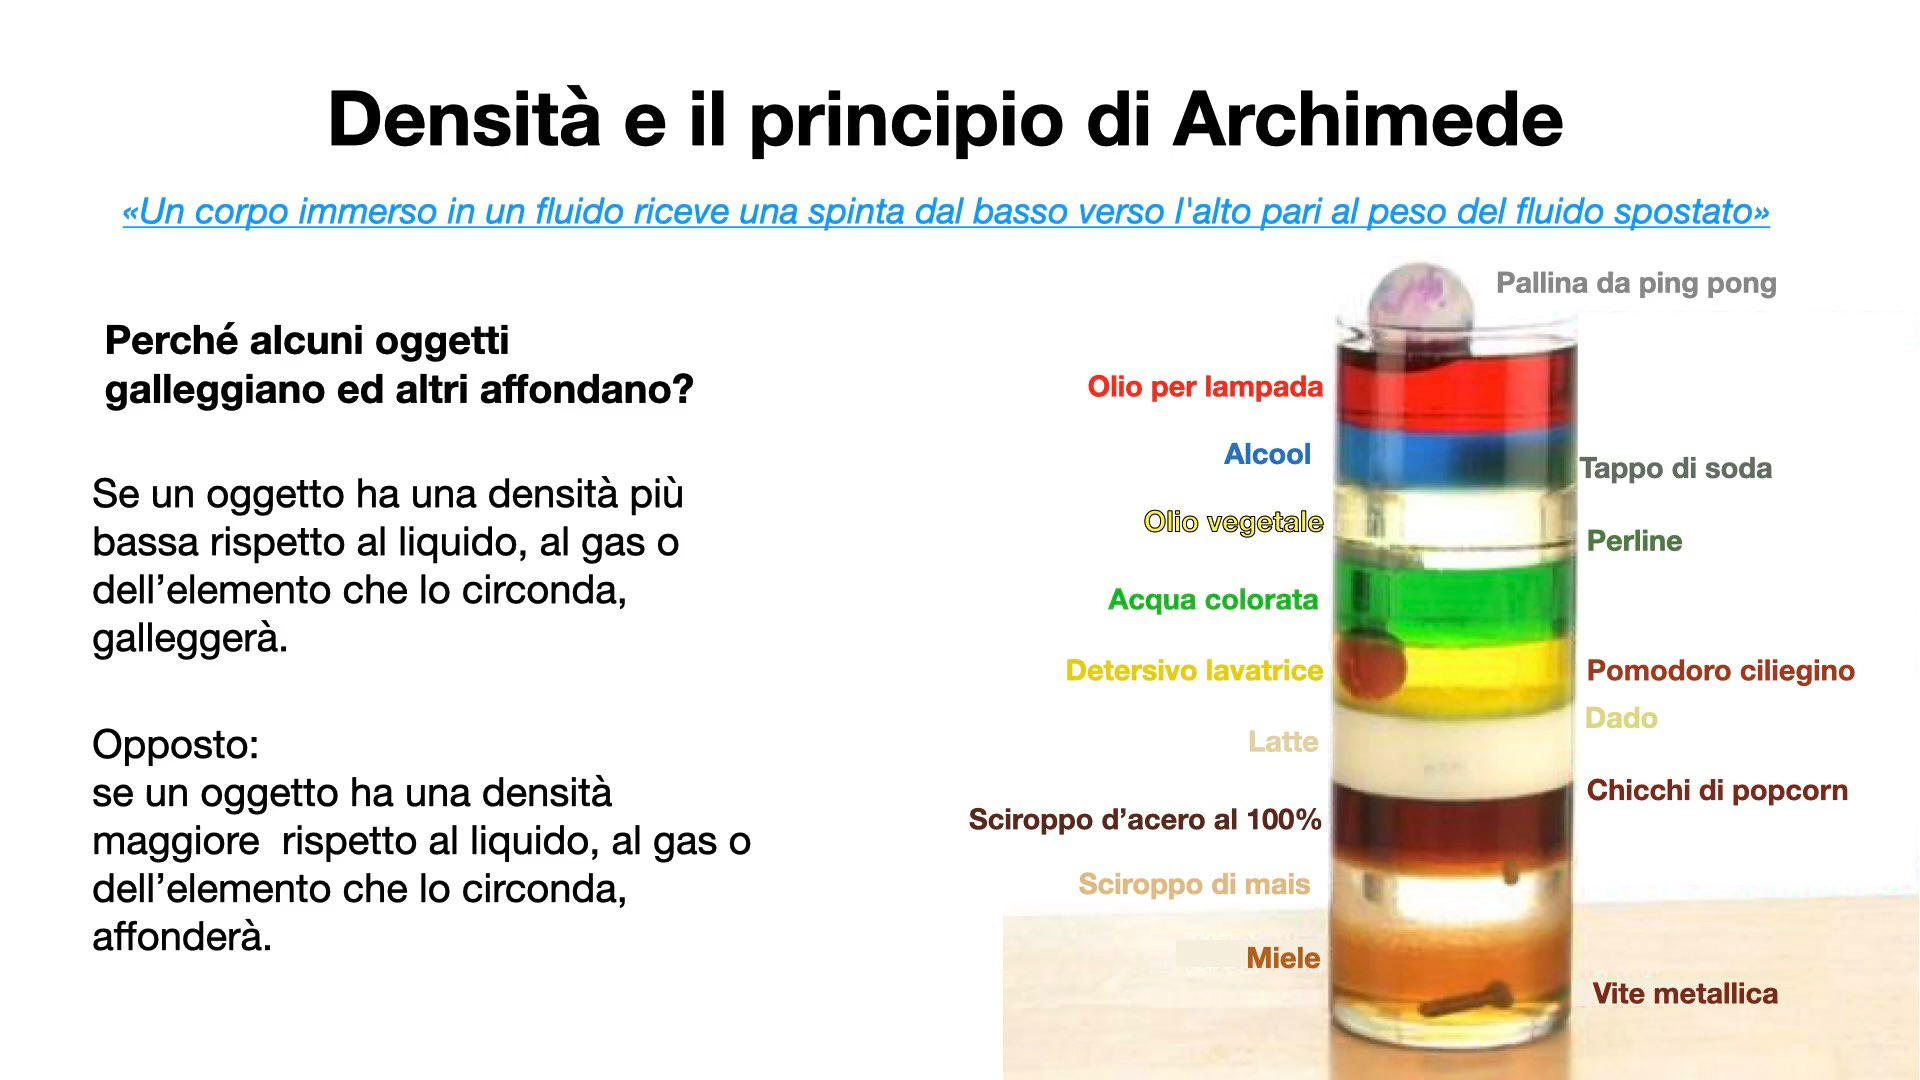 Densità e il principio di Archimede
«Un corpo immerso in un fluido riceve una spinta dal basso verso l'alto pari al peso del fluido spostato»
Perché alcuni oggetti
galleggiano ed altri affondano?
Se un oggetto ha una densità più
bassa rispetto al liquido, al gas o
dell’elemento che lo circonda,
galleggerà.
Opposto:
se un oggetto ha una densità
maggiore  rispetto al liquido, al gas o
dell’elemento che lo circonda,
affonderà.
Pallina da ping pong
Olio per lampada
Alcool
Tappo di soda
Olio vegetale
Perline
Acqua colorata
Detersivo lavatrice
Pomodoro ciliegino
Dado
Latte
Chicchi di popcorn
Sciroppo d’acero al 100%
Sciroppo di mais
Miele
Vite metallica